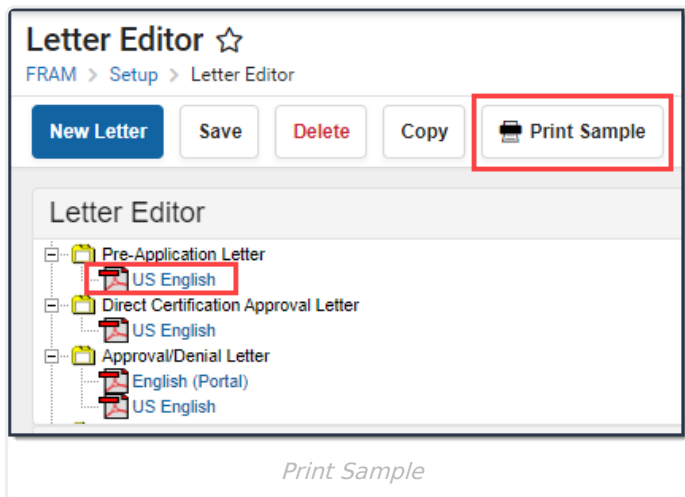 Letter Editor
FRAM > Setup > Letter Editor
New Letter Save Delete Copy Print Sample
Letter Editor
Pre-Application Letter
US English
Direct Certification Approval Letter
US English
Approval/Denial Letter
English (Portal)
US English
Print Sample